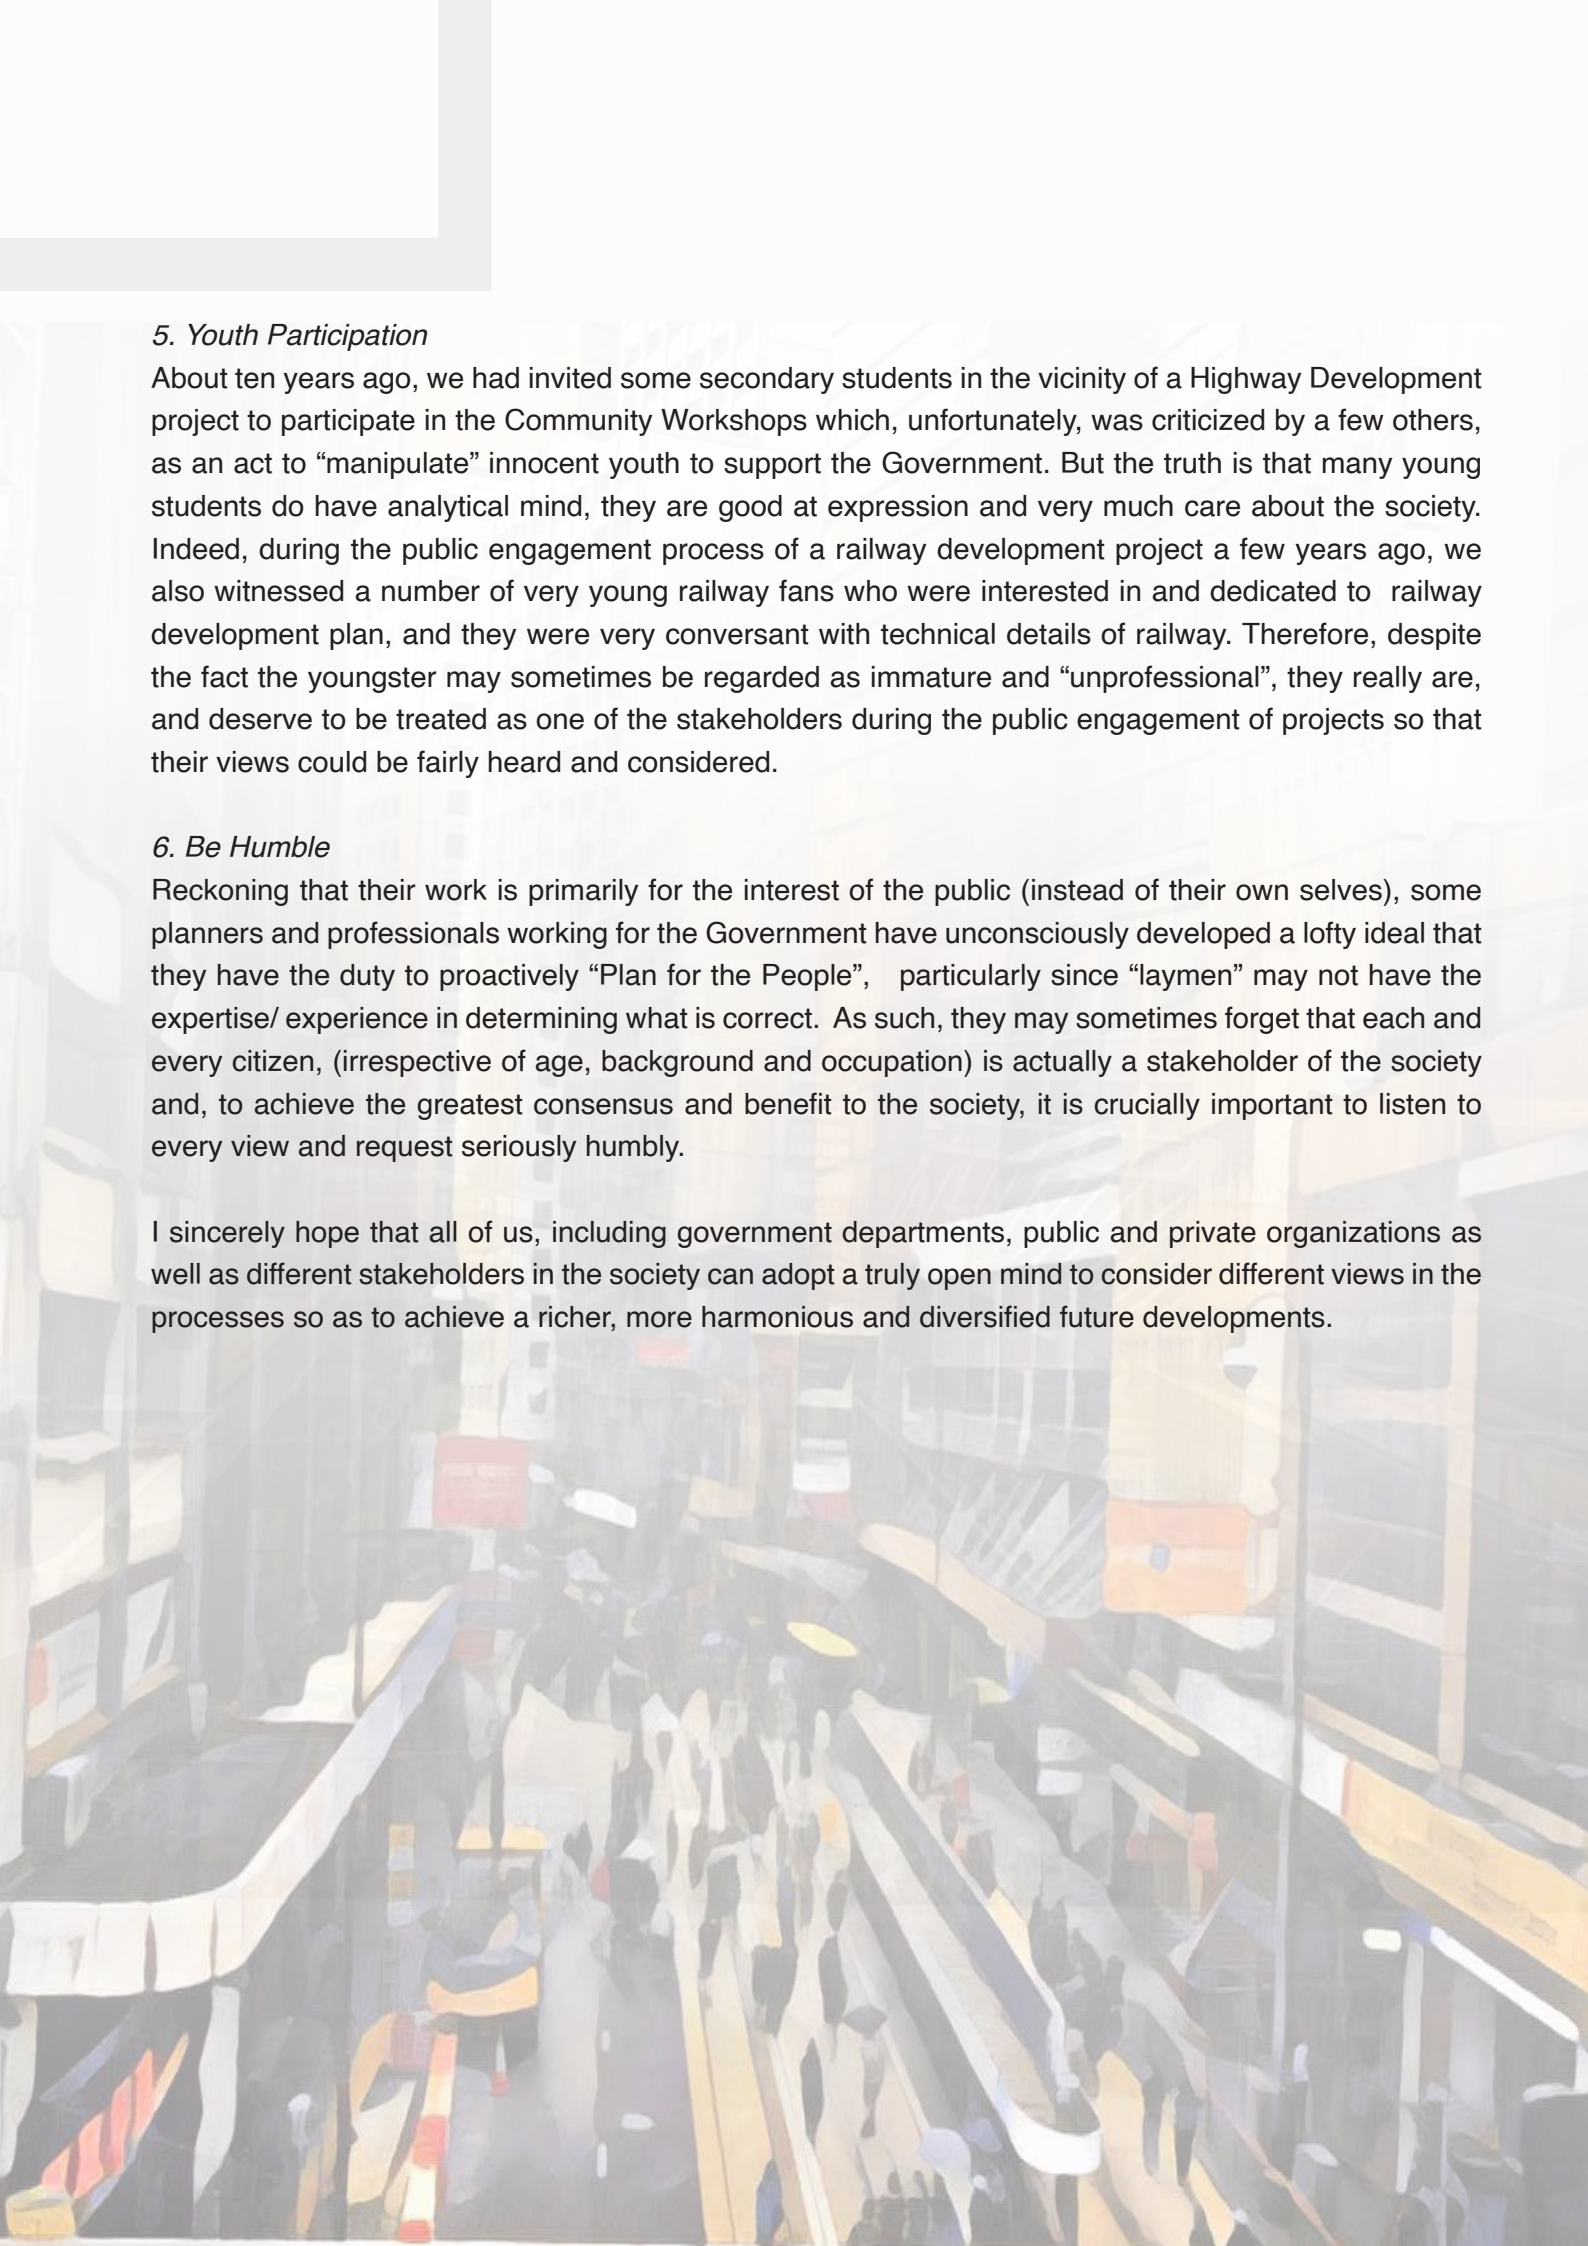 5. Youth Participation
About ten years ago, we had invited some secondary students in the vicinity of a Highway Development
project to participate in the Community Workshops which, unfortunately, was criticized by a few others,
as an act to “manipulate” innocent youth to support the Government. But the truth is that many young
students do have analytical mind, they are good at expression and very much care about the society.
Indeed, during the public engagement process of a railway development project a few years ago, we
also witnessed a number of very young railway fans who were interested in and dedicated to  railway
development plan, and they were very conversant with technical details of railway. Therefore, despite
the fact the youngster may sometimes be regarded as immature and “unprofessional”, they really are,
and deserve to be treated as one of the stakeholders during the public engagement of projects so that
their views could be fairly heard and considered.
6. Be Humble
Reckoning that their work is primarily for the interest of the public (instead of their own selves), some
planners and professionals working for the Government have unconsciously developed a lofty ideal that
they have the duty to proactively “Plan for the People”,   particularly since “laymen” may not have the
expertise/ experience in determining what is correct.  As such, they may sometimes forget that each and
every citizen, (irrespective of age, background and occupation) is actually a stakeholder of the society
and, to achieve the greatest consensus and benefit to the society, it is crucially important to listen to
every view and request seriously humbly.
I sincerely hope that all of us, including government departments, public and private organizations as
well as different stakeholders in the society can adopt a truly open mind to consider different views in the
processes so as to achieve a richer, more harmonious and diversified future developments.